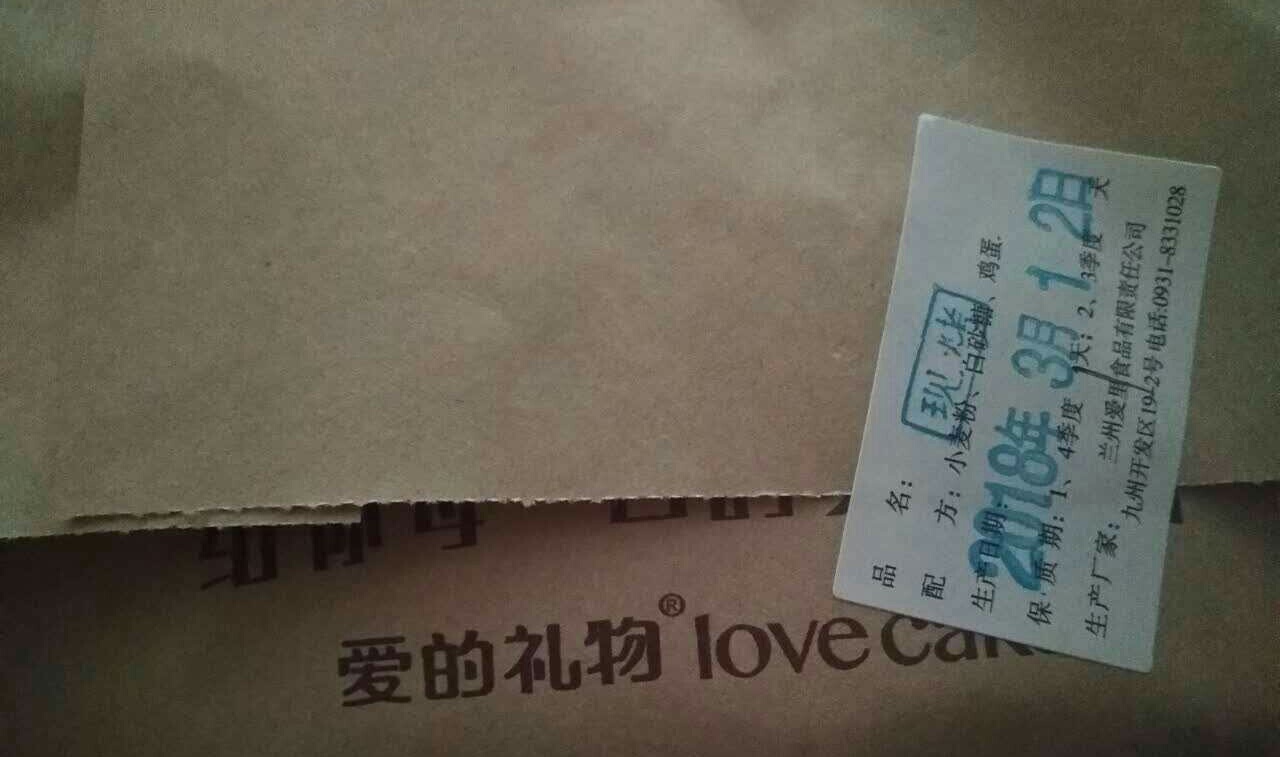 爱的礼物® love ca
现烤
品 名：
配 方：小麦粉、白砂糖、鸡蛋.
生产日期：2018年 3月 12日
保 质 期：1、4季度 天；2、3季度 天
生产厂家：兰州爱里食品有限责任公司
九州开发区19-2号 电话:0931-8331028